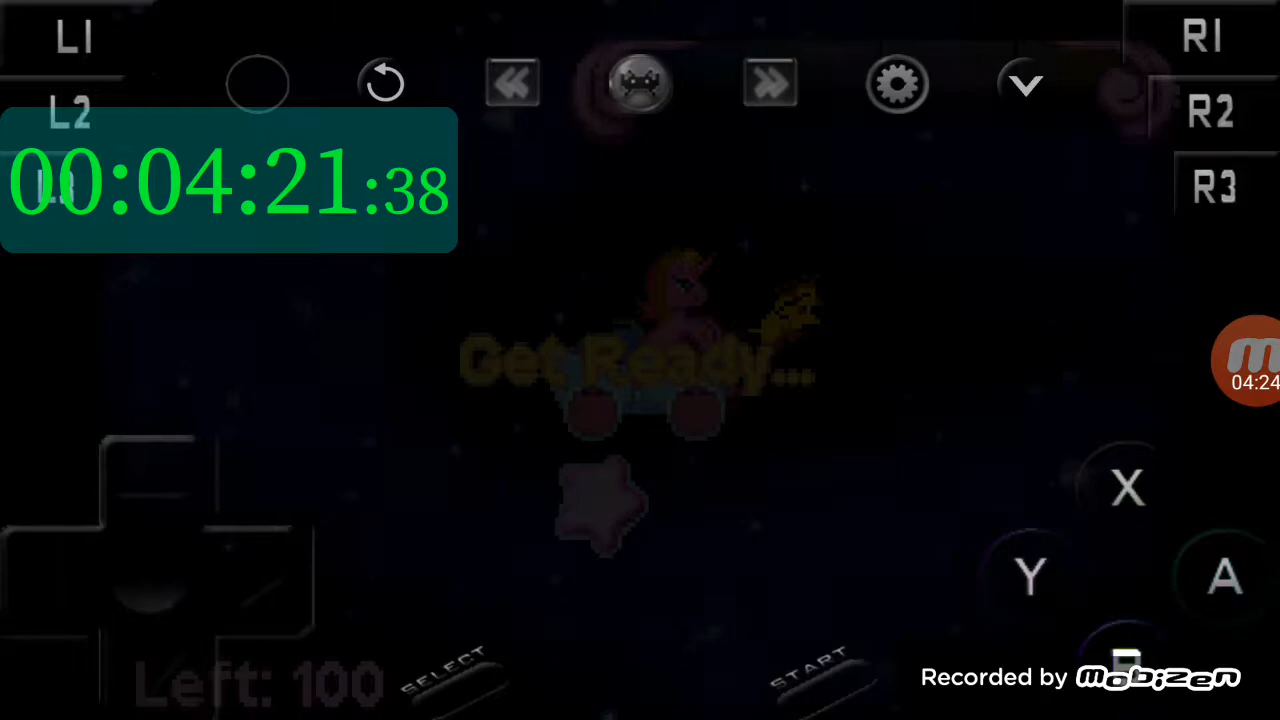 L1
R1
L2
R2
00:04:21:38
L3
R3
Get Ready...
04:24
X
Y
A
B
Left: 100
SELECT
START
Recorded by mobizen